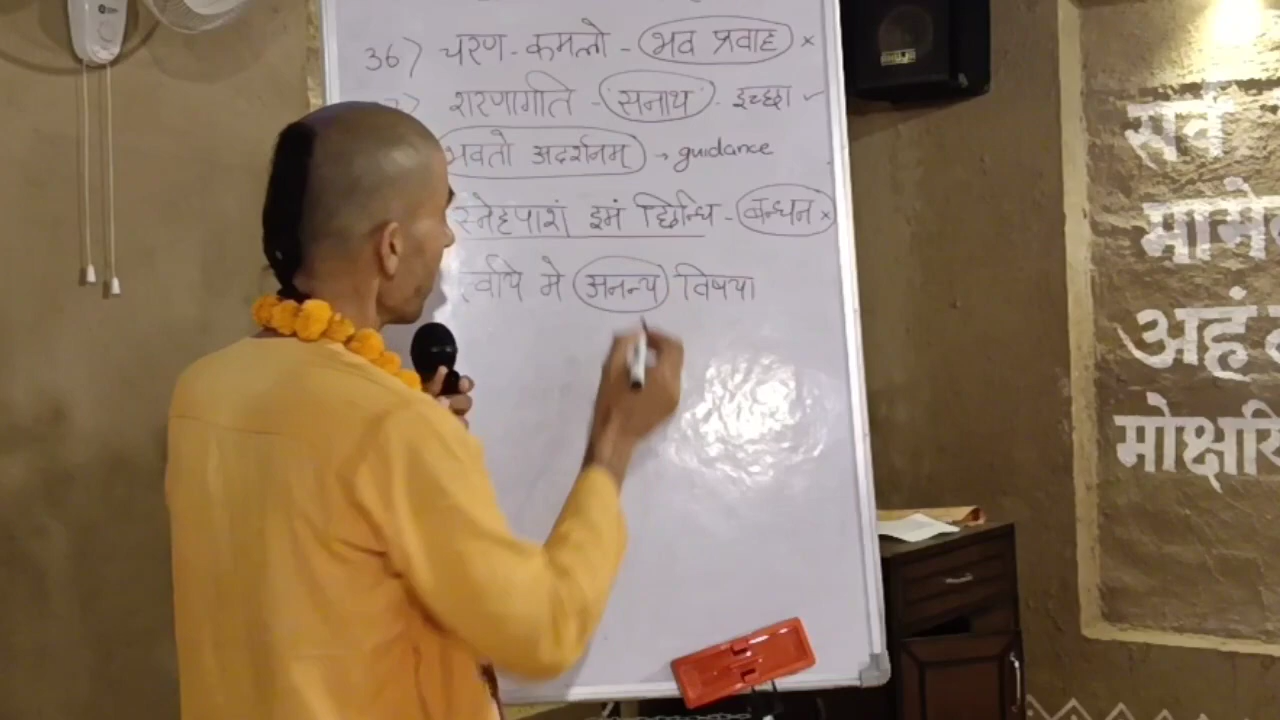 36) चरण - कमलो - भव प्रवाह ×
शरणागति - सनाथ - इच्छा ✓
भवतो अदर्शनम् → guidance
स्नेहपाशं इमं छिन्धि - बन्धन ×
त्वयि मे अनन्य विषया
सर्व
अहं